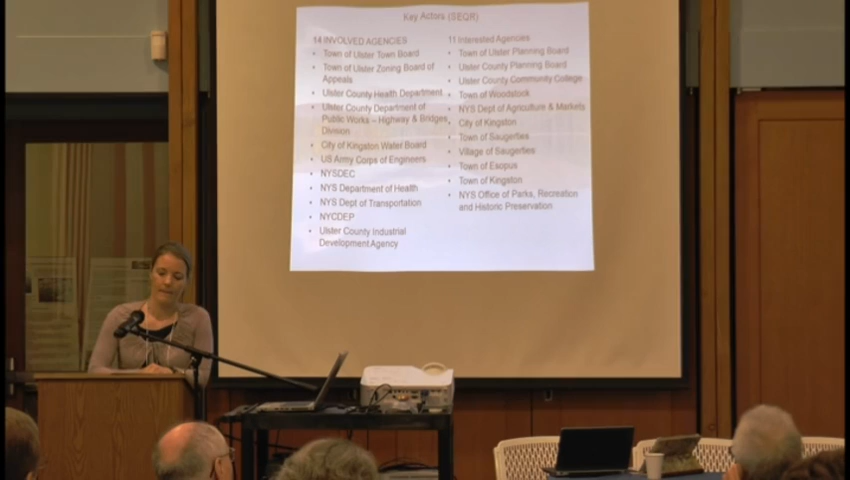 Key Actors (SEQR)
14 INVOLVED AGENCIES
• Town of Ulster Town Board
• Town of Ulster Zoning Board of
Appeals
• Ulster County Health Department
• Ulster County Department of
Public Works – Highway & Bridges
Division
• City of Kingston Water Board
• US Army Corps of Engineers
• NYSDEC
• NYS Department of Health
• NYS Dept of Transportation
• NYCDEP
• Ulster County Industrial
Development Agency
11 Interested Agencies
• Town of Ulster Planning Board
• Ulster County Planning Board
• Ulster County Community College
• Town of Woodstock
• NYS Dept of Agriculture & Markets
• City of Kingston
• Town of Saugerties
• Village of Saugerties
• Town of Esopus
• Town of Kingston
• NYS Office of Parks, Recreation
and Historic Preservation